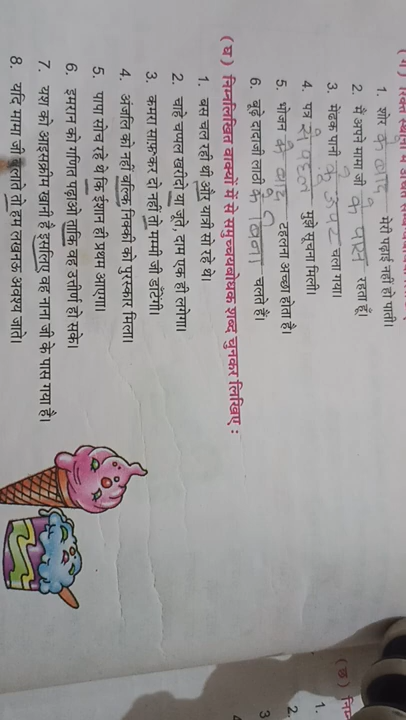 (ग) रिक्त स्थानों में उचित
1. शोर के बाद मेरी पढ़ाई नहीं हो पाती।
2. मैं अपने मामा जी के पास रहता हूँ।
3. मेंढक पानी के ऊपर चला गया।
4. पत्र से पहले मुझे सूचना मिली।
5. भोजन के बाद टहलना अच्छा होता है।
6. बूढ़े दादाजी लाठी के बिना चलते हैं।
(घ) निम्नलिखित वाक्यों में से समुच्चयबोधक शब्द चुनकर लिखिए :
1. बस चल रही थी और यात्री सो रहे थे।
2. चाहे चप्पल खरीदो या जूते, दाम एक ही लगेगा।
3. कमरा साफ़ कर दो नहीं तो मम्मी जी डाँटेंगी।
4. अंजलि को नहीं बल्कि निक्की को पुरस्कार मिला।
5. पापा सोच रहे थे कि ईशान ही प्रथम आएगा।
6. इमरान को गणित पढ़ाओ ताकि वह उत्तीर्ण हो सके।
7. यश को आइसक्रीम खानी है इसलिए वह नाना जी के पास गया है।
8. यदि मामा जी बुलाते तो हम लखनऊ अवश्य जाते।
(ङ)
1.
2.
3